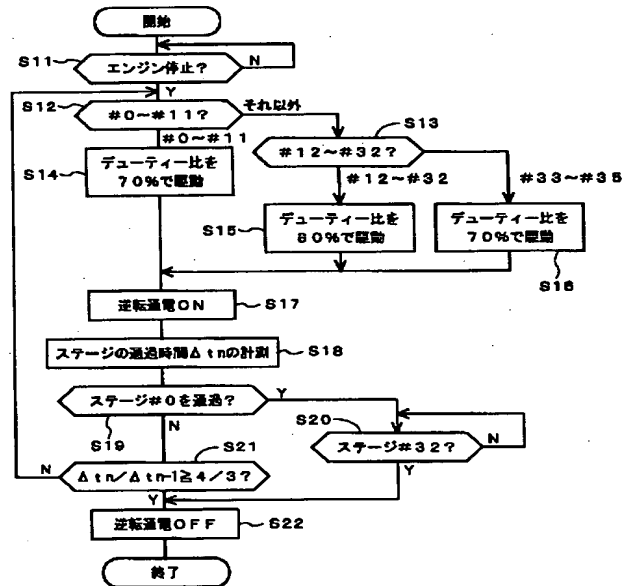 開始
S11
エンジン停止？
N
Y
S12
#0～#11？
それ以外
S13
#12～#32？
#0～#11
S14
デューティー比を
70%で駆動
#12～#32
#33～#35
S15
デューティー比を
80%で駆動
デューティー比を
70%で駆動
S16
逆転通電ON
S17
ステージの通過時間Δtnの計測
S18
ステージ#0を通過？
Y
S19
N
S20
ステージ#32？
N
S21
N
Δtn／Δtn-1≧4／3？
Y
Y
逆転通電OFF
S22
終了